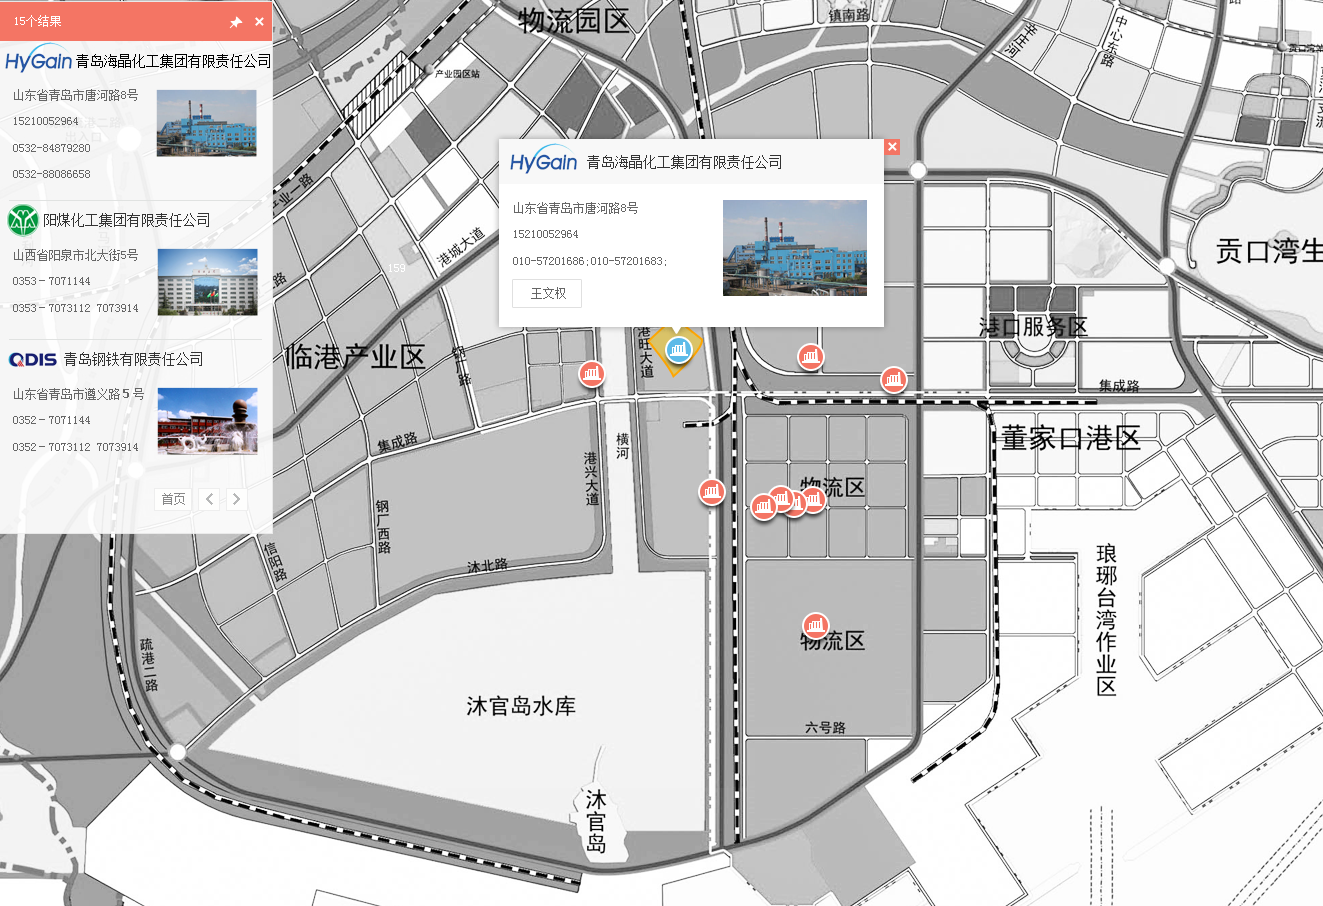 15个结果
HyGain 青岛海晶化工集团有限责任公司
山东省青岛市唐河路8号
15210052964
0532-84879280
0532-88086658
阳煤化工集团有限责任公司
山西省阳泉市北大街5号
0353－7071144
0353－7073112 7073914
QDIS 青岛钢铁有限责任公司
山东省青岛市遵义路５号
0352－7071144
0352－7073112 7073914
首页
HyGain 青岛海晶化工集团有限责任公司
山东省青岛市唐河路8号
15210052964
010-57201686;010-57201683;
王文权
物流园区
镇南路
辛庄河
中心东路
产业园区站
产业一路
港城大道
159
贡口湾生
临港产业区
钢厂路
港旺大道
港口服务区
集成路
董家口港区
集成路
横河
港兴大道
物流区
钢厂西路
信阳路
沐北路
琅琊台湾作业区
疏港二路
物流区
沐官岛水库
六号路
沐官岛